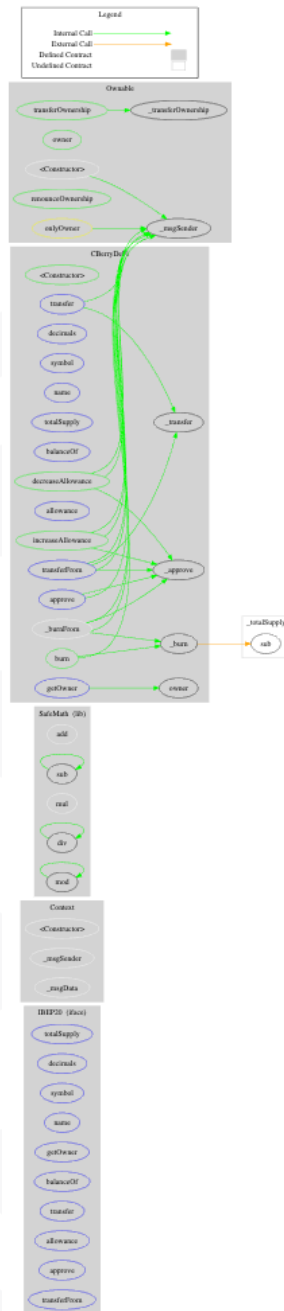 Legend
Internal Call
External Call
Defined Contract
Undefined Contract
Ownable
transferOwnership
_transferOwnership
owner
<Constructor>
renounceOwnership
onlyOwner
_msgSender
<Constructor>
transfer
decimals
symbol
name
totalSupply
_transfer
balanceOf
decreaseAllowance
allowance
increaseAllowance
transferFrom
_approve
approve
_burnFrom
_burn
_totalSupply
sub
burn
getOwner
owner
SafeMath (lib)
add
sub
mul
div
mod
Context
<Constructor>
_msgSender
_msgData
IBEP20 (iface)
totalSupply
decimals
symbol
name
getOwner
balanceOf
transfer
allowance
approve
transferFrom